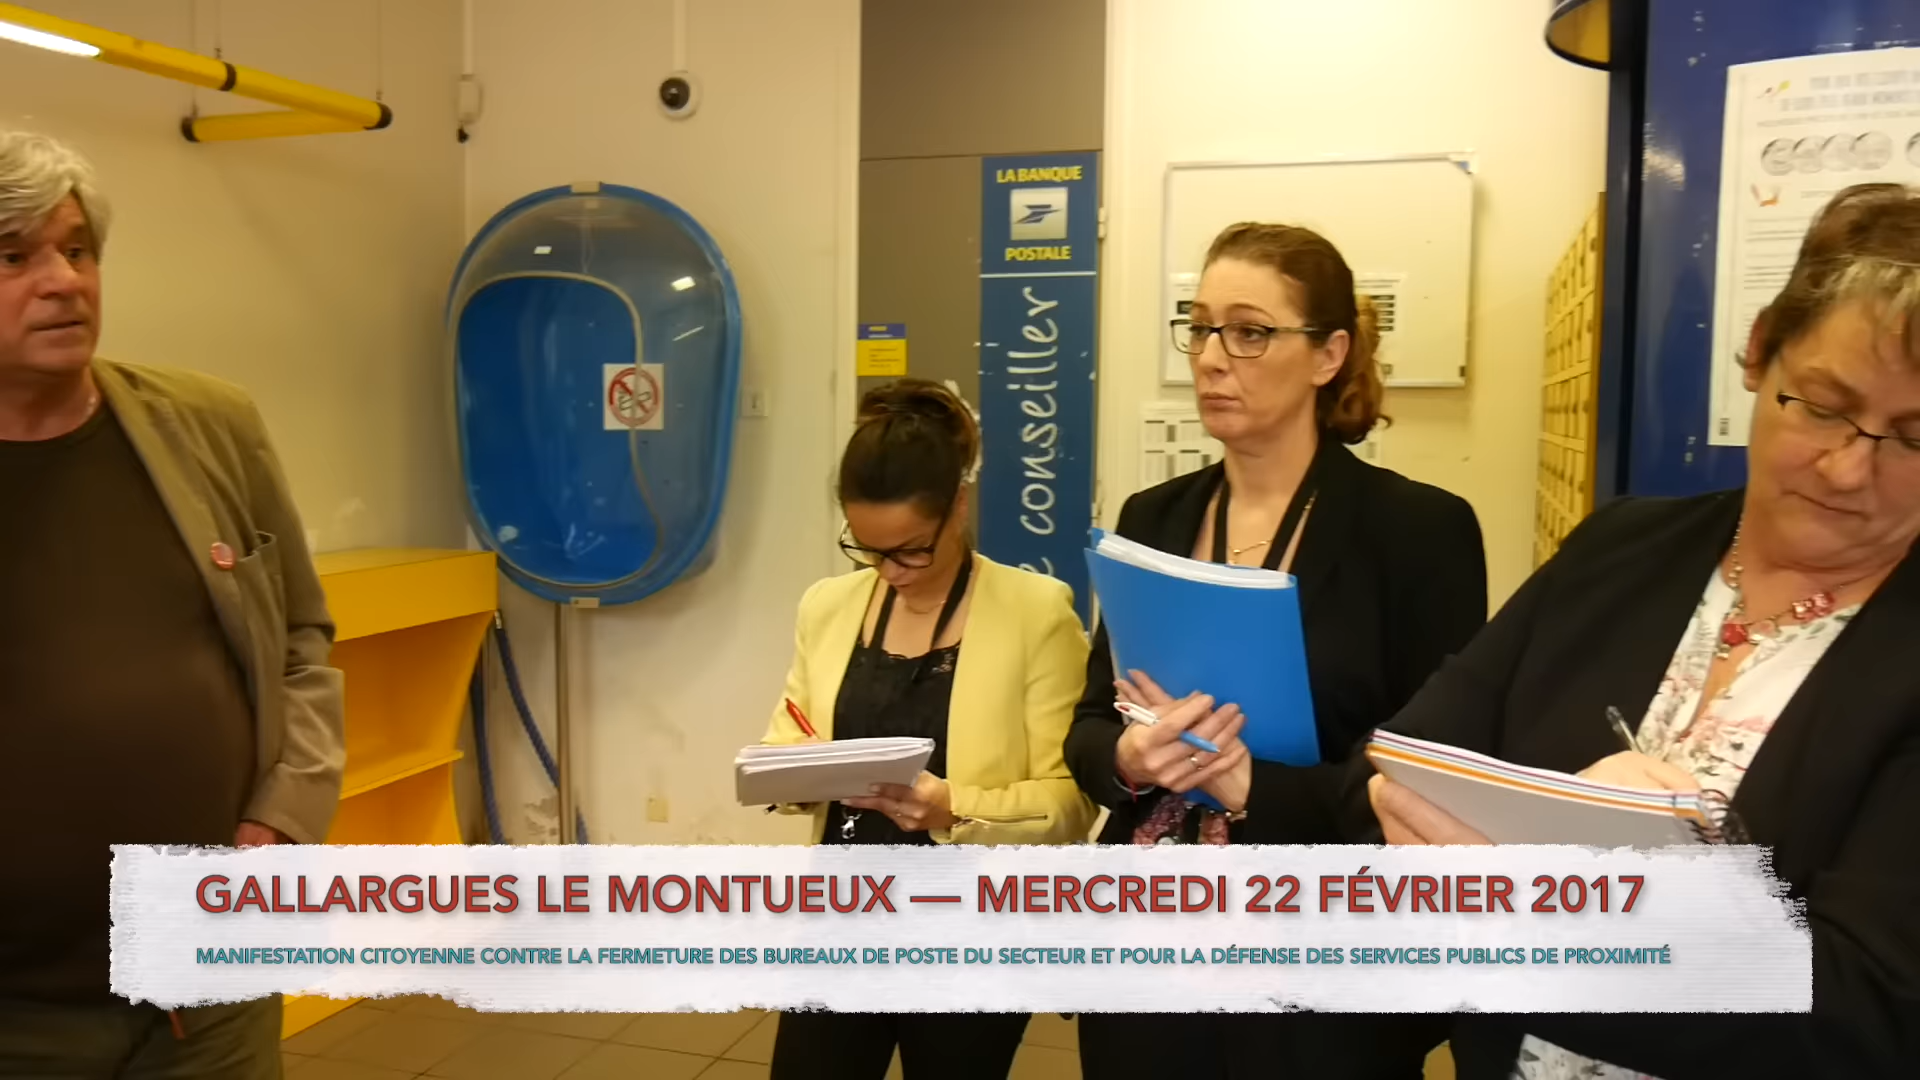 LA BANQUE
POSTALE
conseiller
GALLARGUES LE MONTUEUX — MERCREDI 22 FÉVRIER 2017
MANIFESTATION CITOYENNE CONTRE LA FERMETURE DES BUREAUX DE POSTE DU SECTEUR ET POUR LA DÉFENSE DES SERVICES PUBLICS DE PROXIMITÉ